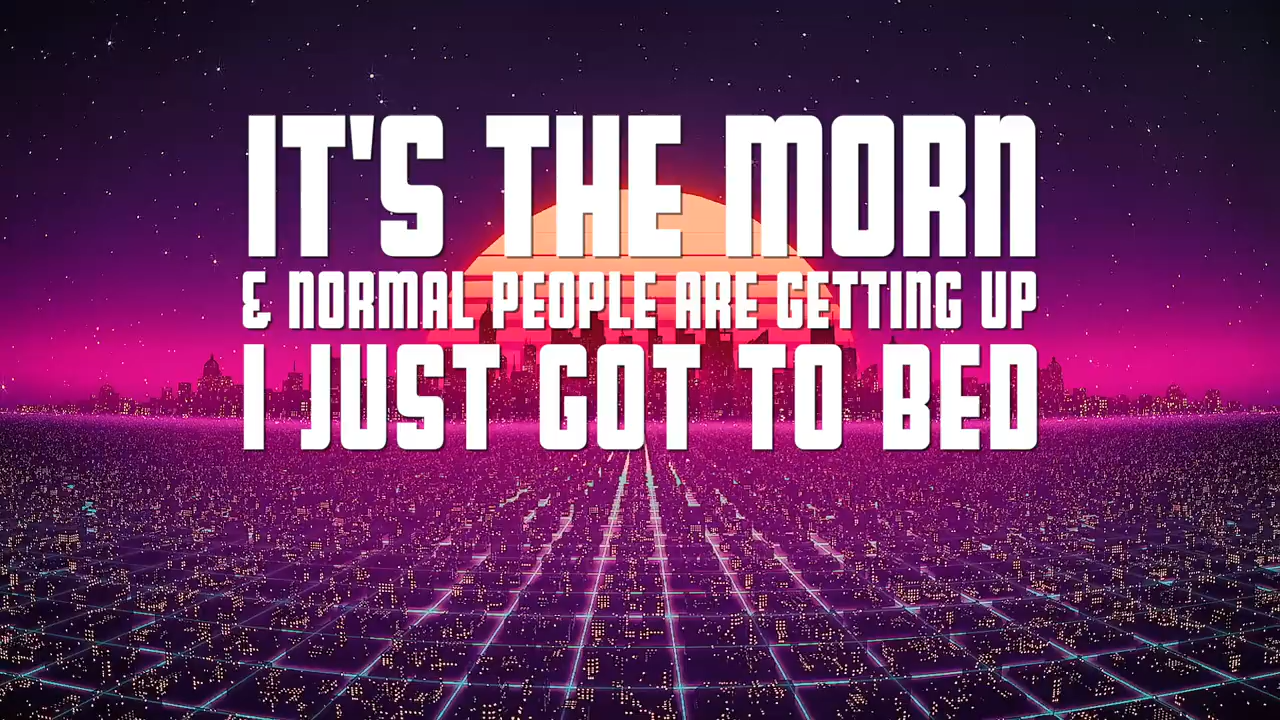 IT'S THE MORN
& NORMAL PEOPLE ARE GETTING UP
I JUST GOT TO BED